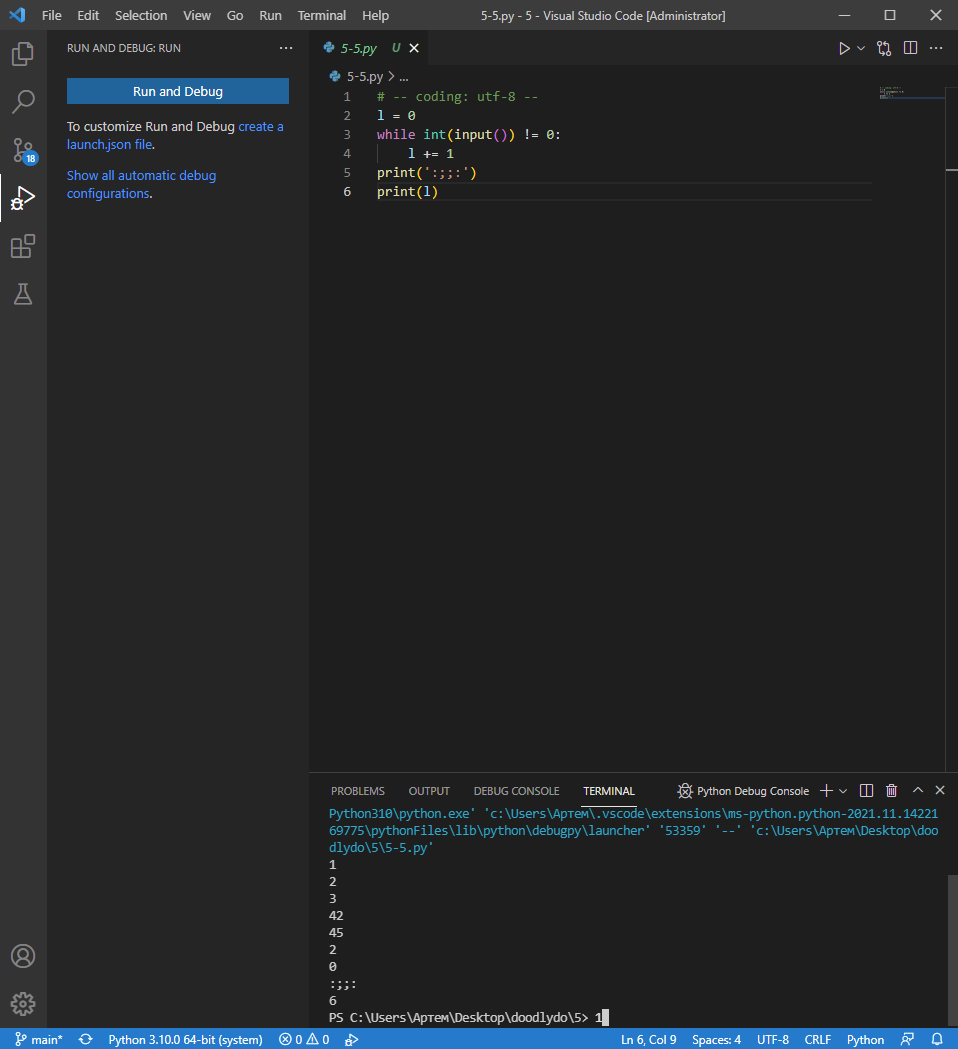 File Edit Selection View Go Run Terminal Help 5-5.py - 5 - Visual Studio Code [Administrator]
RUN AND DEBUG: RUN
Run and Debug
To customize Run and Debug create a
launch.json file.
Show all automatic debug
configurations.
18
5-5.py U
5-5.py > ...
1 # -- coding: utf-8 --
2 l = 0
3 while int(input()) != 0:
4 l += 1
5 print(':;;:')
6 print(l)
PROBLEMS OUTPUT DEBUG CONSOLE TERMINAL Python Debug Console
Python310\python.exe' 'c:\Users\Артем\.vscode\extensions\ms-python.python-2021.11.14221
69775\pythonFiles\lib\python\debugpy\launcher' '53359' '--' 'c:\Users\Артем\Desktop\doo
dlydo\5\5-5.py'
1
2
3
42
45
2
0
:;;:
6
PS C:\Users\Артем\Desktop\doodlydo\5> 1
main* Python 3.10.0 64-bit (system) 0 0 Ln 6, Col 9 Spaces: 4 UTF-8 CRLF Python